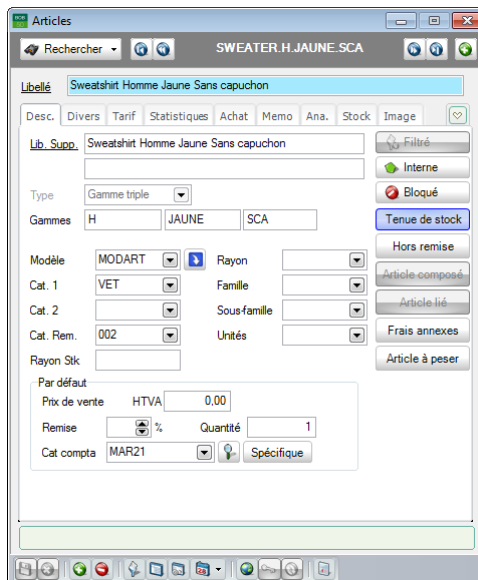 BOB
50
Articles
Rechercher
SWEATER.H.JAUNE.SCA
Libellé Sweatshirt Homme Jaune Sans capuchon
Desc. Divers Tarif Statistiques Achat Memo Ana. Stock Image
Lib. Supp. Sweatshirt Homme Jaune Sans capuchon
Filtré
Interne
Type Gamme triple
Bloqué
Gammes H JAUNE SCA
Tenue de stock
Hors remise
Modèle MODART Rayon
Article composé
Cat. 1 VET Famille
Cat. 2 Sous-famille
Article lié
Cat. Rem. 002 Unités
Frais annexes
Rayon Stk
Article à peser
Par défaut
Prix de vente HTVA 0,00
Remise % Quantité 1
Cat compta MAR21 Spécifique